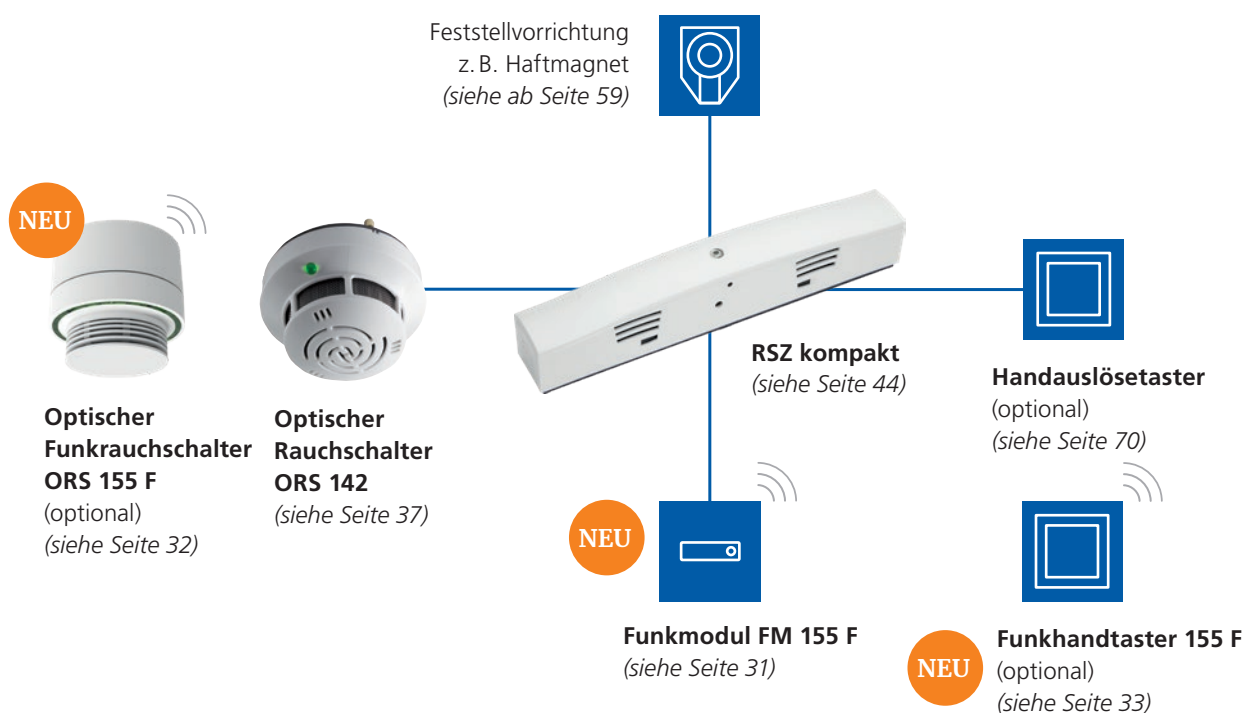 Feststellvorrichtung
z. B. Haftmagnet
(siehe ab Seite 59)
NEU
Optischer
Funkrauchschalter
ORS 155 F
(optional)
(siehe Seite 32)
Optischer
Rauchschalter
ORS 142
(siehe Seite 37)
RSZ kompakt
(siehe Seite 44)
Handauslösetaster
(optional)
(siehe Seite 70)
NEU
Funkmodul FM 155 F
(siehe Seite 31)
NEU
Funkhandtaster 155 F
(optional)
(siehe Seite 33)